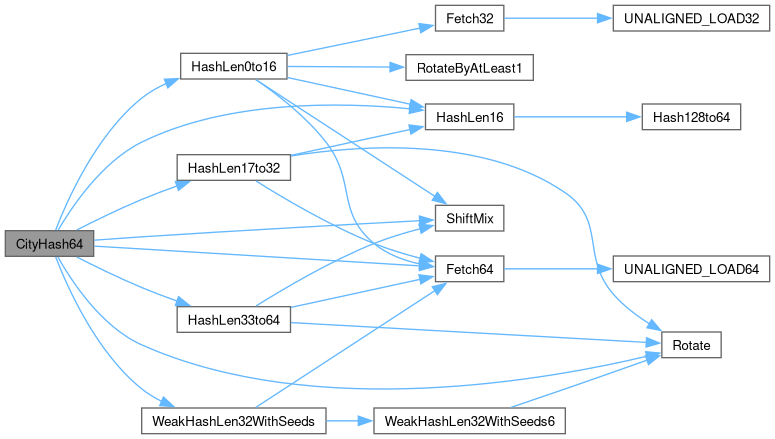 Fetch32
UNALIGNED_LOAD32
HashLen0to16
RotateByAtLeast1
HashLen16
Hash128to64
HashLen17to32
ShiftMix
CityHash64
Fetch64
UNALIGNED_LOAD64
HashLen33to64
Rotate
WeakHashLen32WithSeeds
WeakHashLen32WithSeeds6